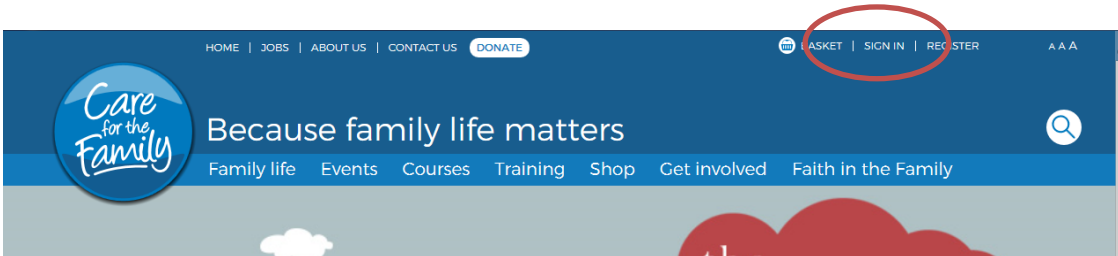 HOME | JOBS | ABOUT US | CONTACT US DONATE
BASKET | SIGN IN | REGISTER
A A A
Care
for the
Family
Because family life matters
Family life Events Courses Training Shop Get involved Faith in the Family